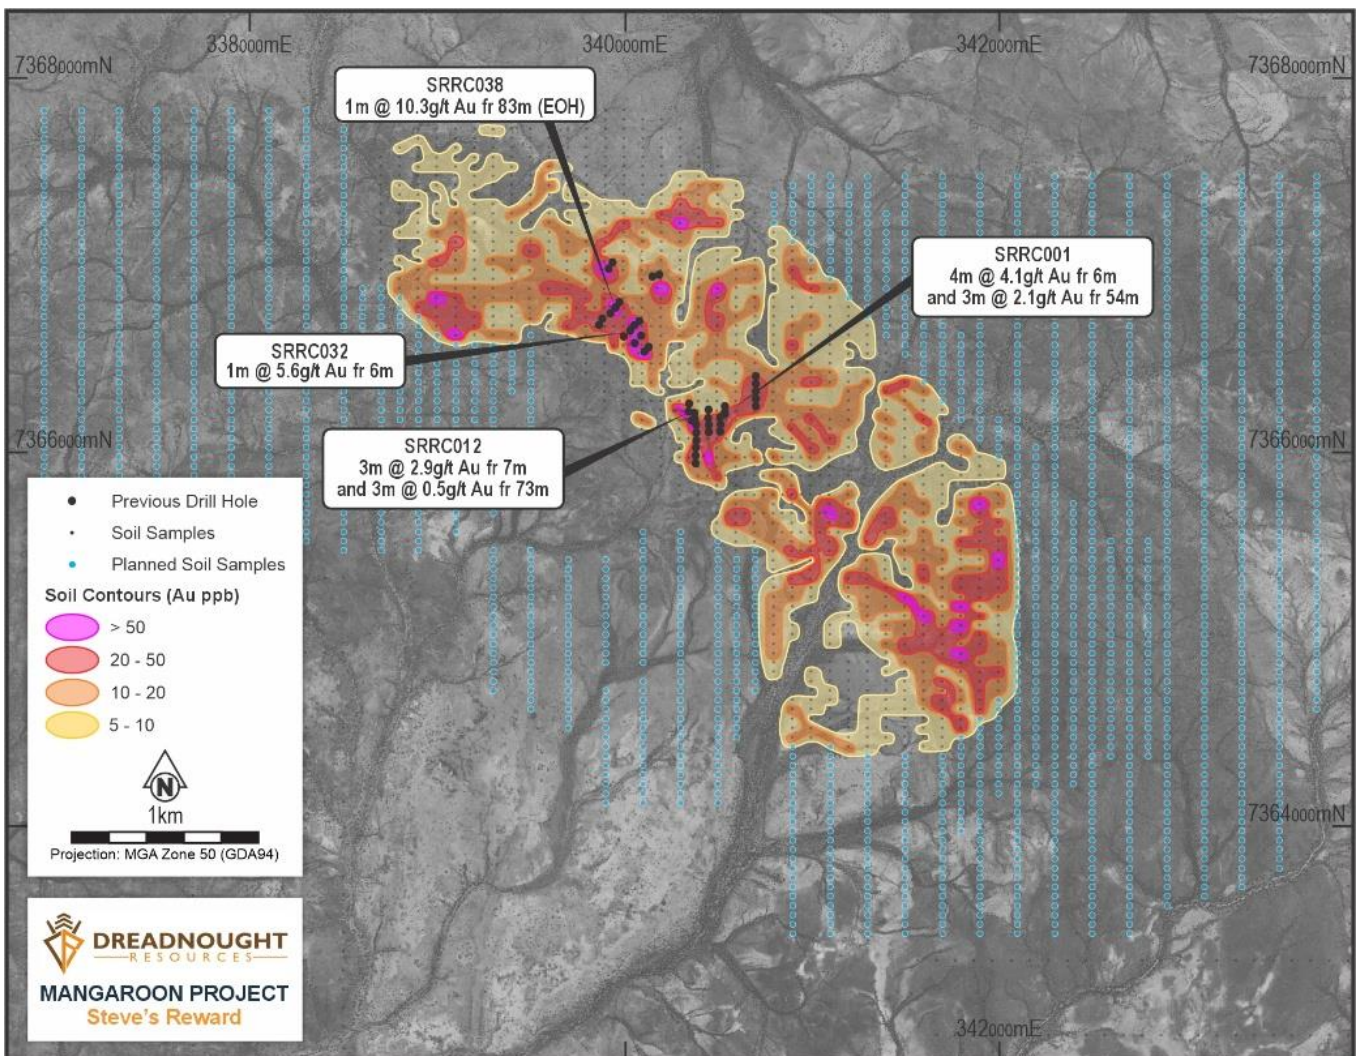 338000mE
340000mE
342000mE
7368000mN
7368000mN
SRRC038
1m @ 10.3g/t Au fr 83m (EOH)
SRRC001
4m @ 4.1g/t Au fr 6m
and 3m @ 2.1g/t Au fr 54m
SRRC032
1m @ 5.6g/t Au fr 6m
7366000mN
7366000mN
SRRC012
3m @ 2.9g/t Au fr 7m
and 3m @ 0.5g/t Au fr 73m
Previous Drill Hole
Soil Samples
Planned Soil Samples
Soil Contours (Au ppb)
> 50
20 - 50
10 - 20
5 - 10
N
1km
Projection: MGA Zone 50 (GDA94)
7364000mN
DREADNOUGHT
RESOURCES
MANGAROON PROJECT
Steve's Reward
342000mE